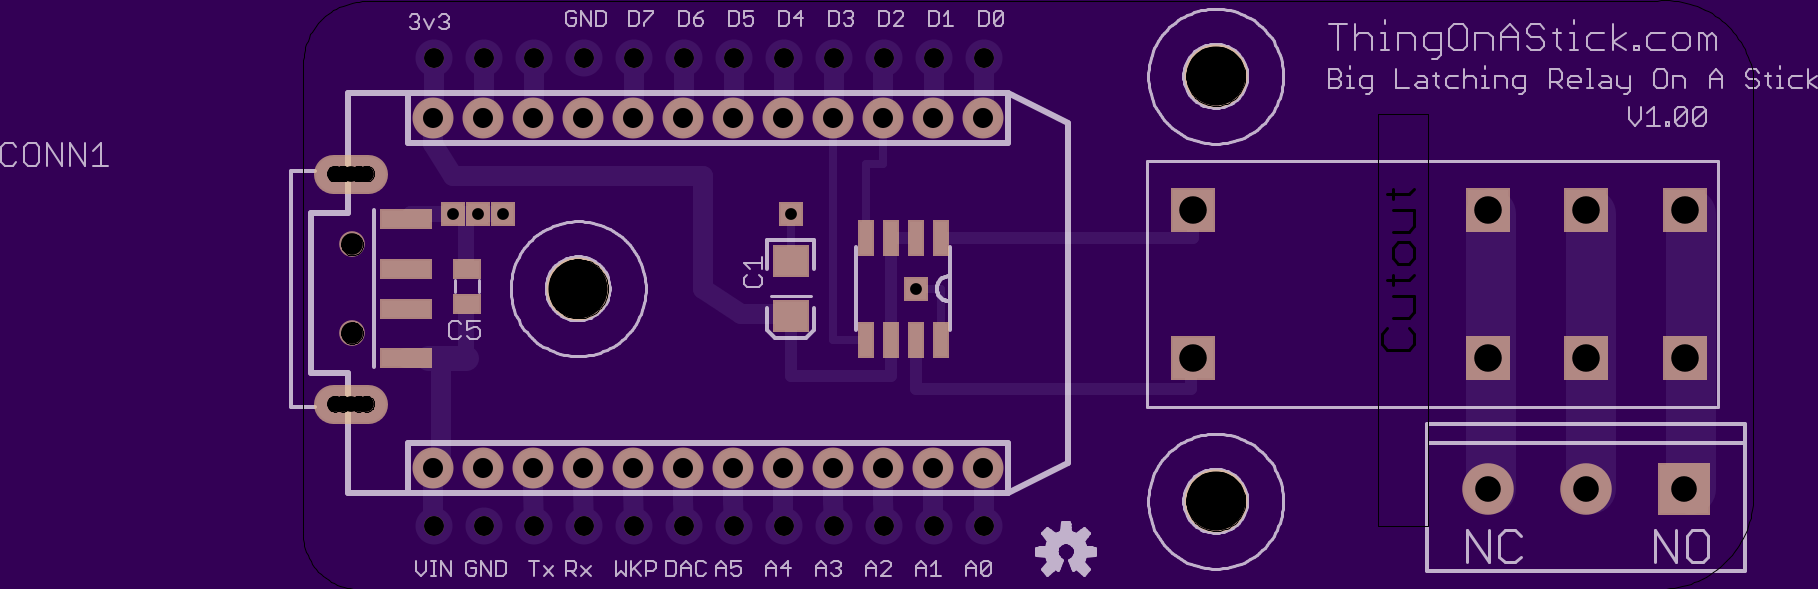 3v3 GND D7 D6 D5 D4 D3 D2 D1 D0
ThingOnAStick.com
Big Latching Relay On A Stick
V1.00
CONN1
C1
C5
Cutout
NC NO
VIN GND Tx Rx WKP DAC A5 A4 A3 A2 A1 A0